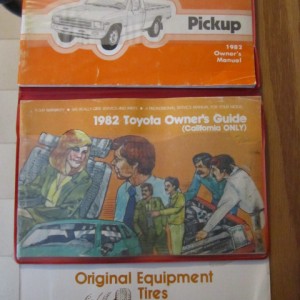 Pickup
1982
Owner's
Manual
1982 Toyota Owner's Guide
(California ONLY)
Original Equipment
Tires